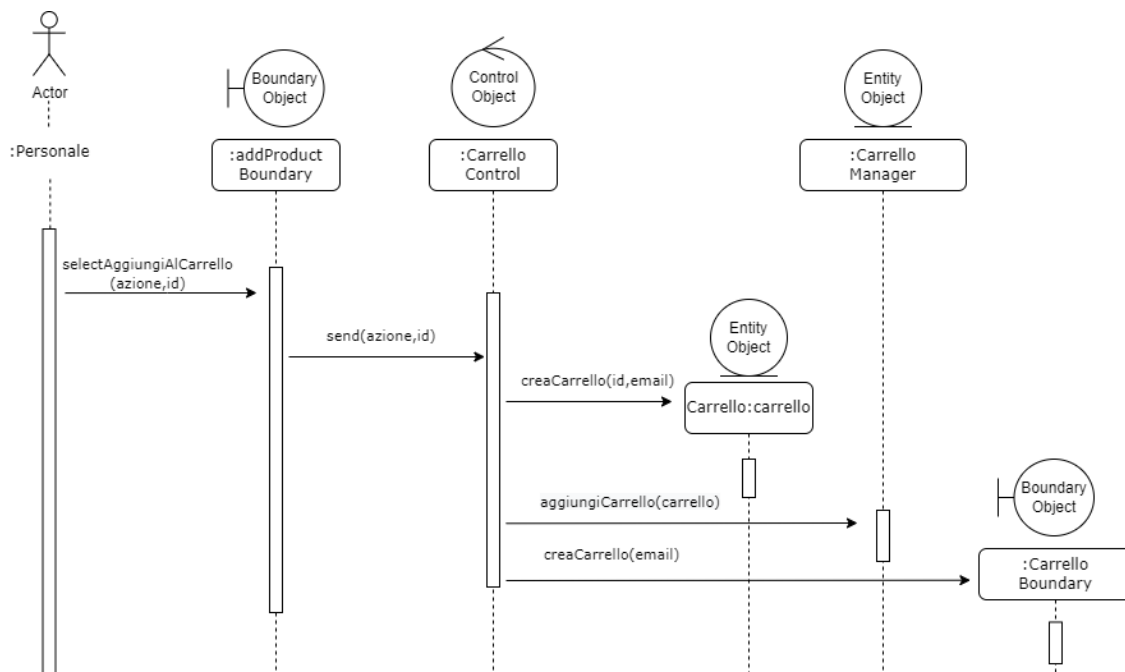 Actor
:Personale
Boundary
Object
:addProduct
Boundary
Control
Object
:Carrello
Control
Entity
Object
:Carrello
Manager
selectAggiungiAlCarrello
(azione,id)
send(azione,id)
creaCarrello(id,email)
Entity
Object
Carrello:carrello
aggiungiCarrello(carrello)
creaCarrello(email)
Boundary
Object
:Carrello
Boundary